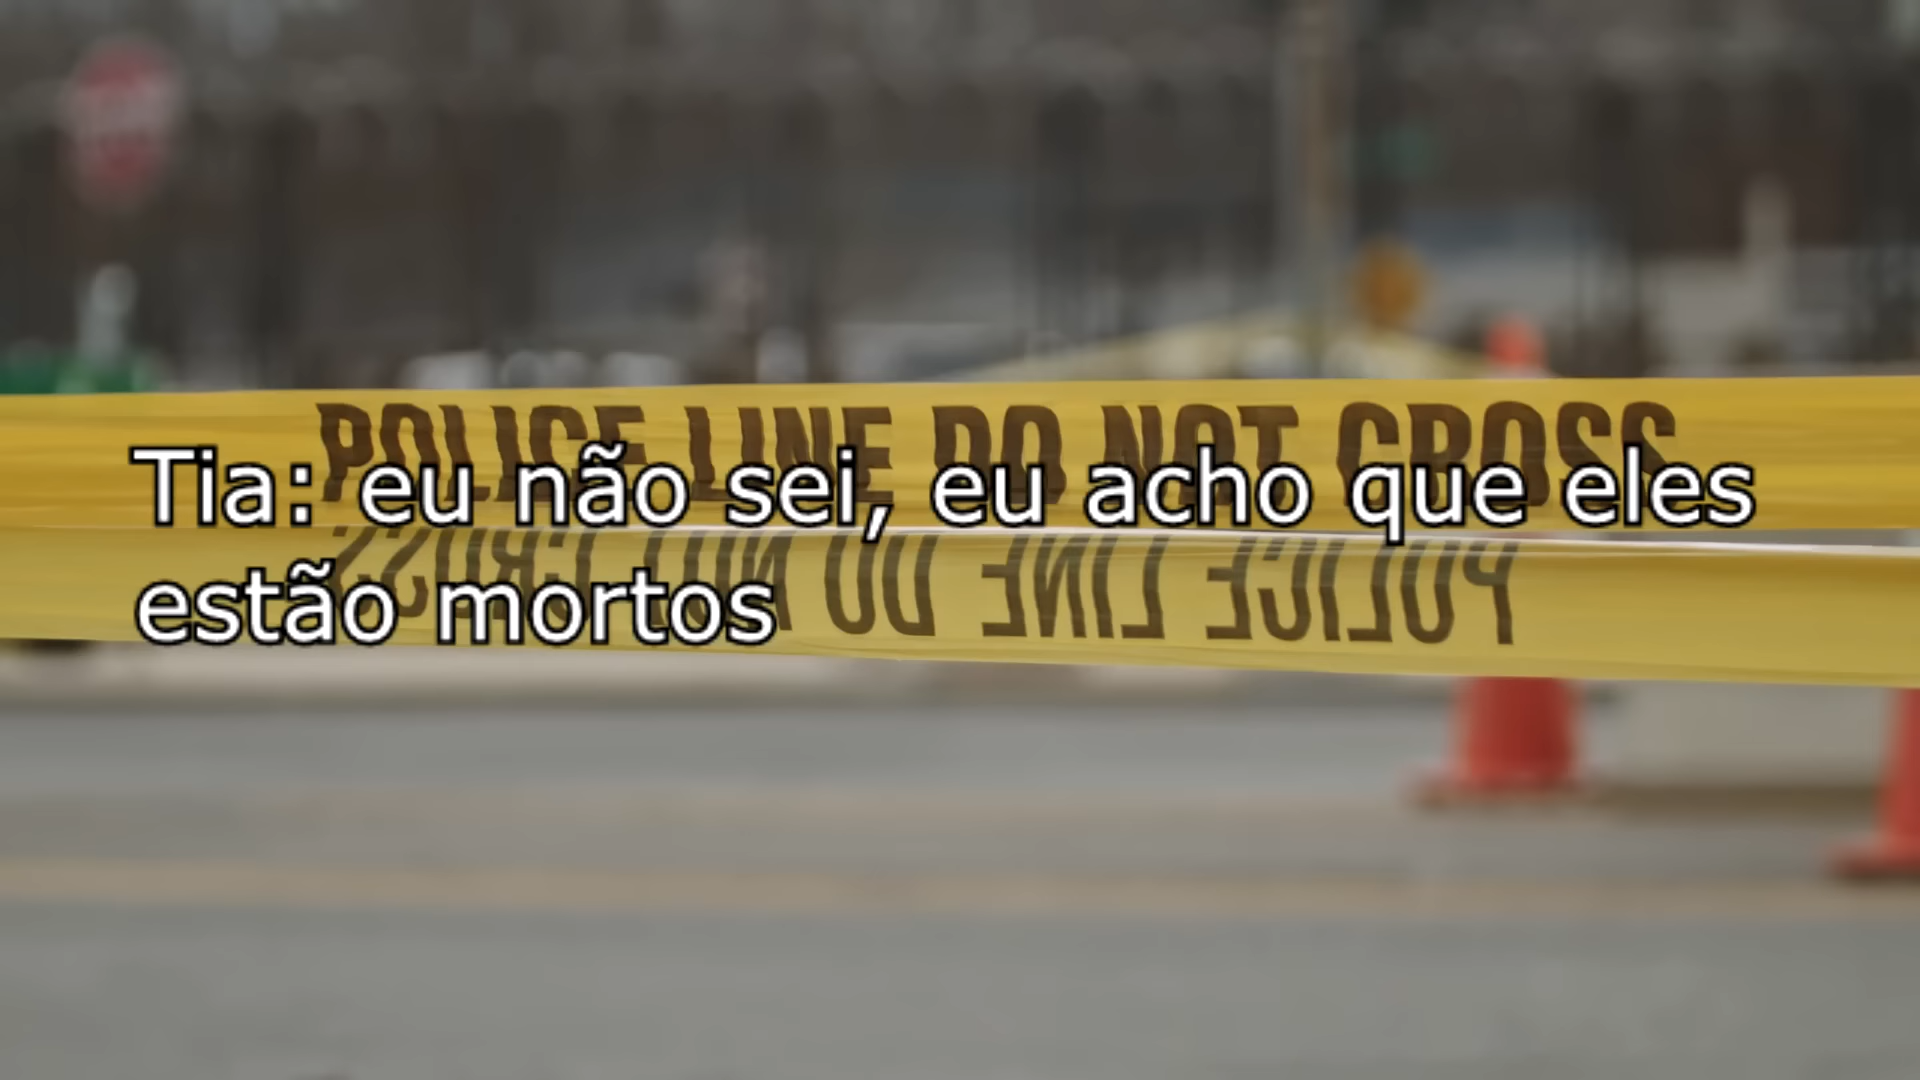 POLICE LINE DO NOT CROSS
Tia: eu não sei, eu acho que eles
estão mortos
POLICE LINE DO NOT CROSS